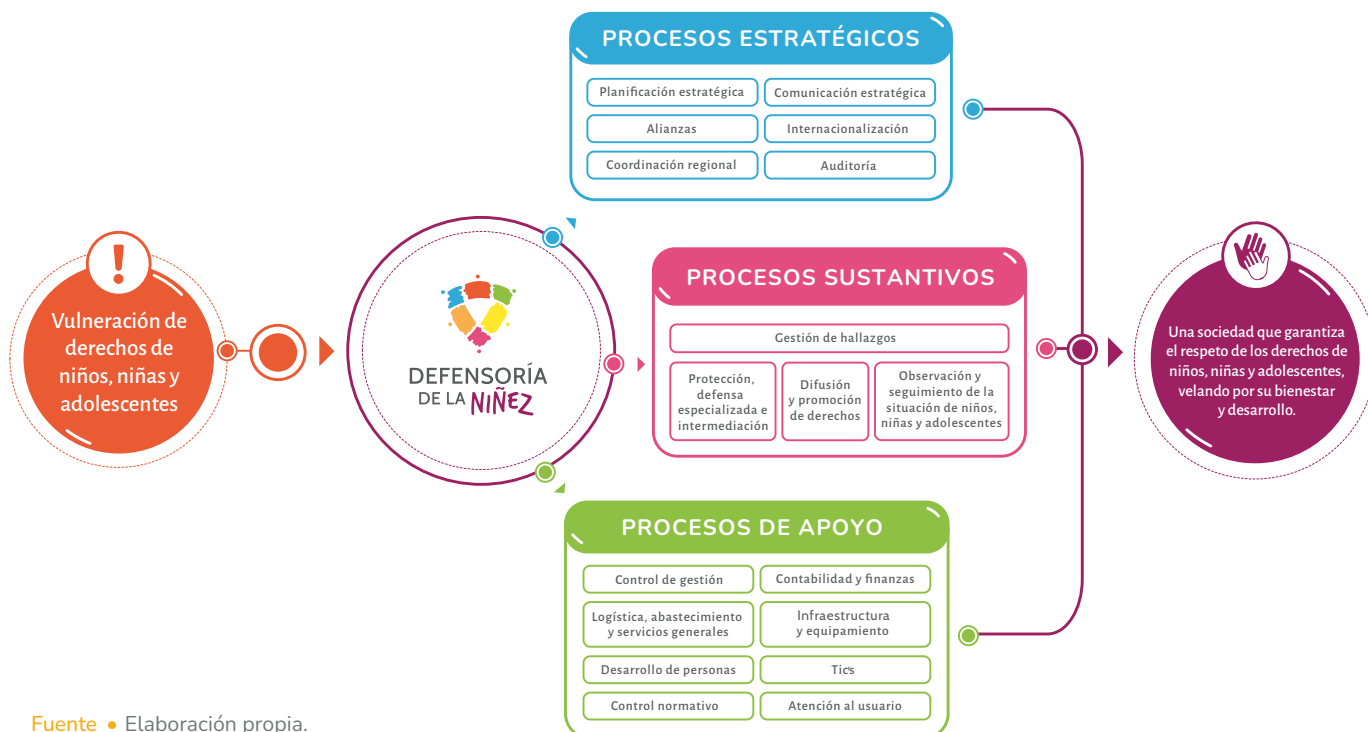 PROCESOS ESTRATÉGICOS
Planificación estratégica
Comunicación estratégica
Alianzas
Internacionalización
Coordinación regional
Auditoría
!
Vulneración de
derechos de
niños, niñas y
adolescentes
DEFENSORÍA
DE LA NIÑEZ
PROCESOS SUSTANTIVOS
Gestión de hallazgos
Protección,
defensa
especializada e
intermediación
Difusión
y promoción
de derechos
Observación y
seguimiento de la
situación de niños,
niñas y adolescentes
Una sociedad que garantiza
el respeto de los derechos de
niños, niñas y adolescentes,
velando por su bienestar
y desarrollo.
PROCESOS DE APOYO
Control de gestión
Contabilidad y finanzas
Logística, abastecimiento
y servicios generales
Infraestructura
y equipamiento
Desarrollo de personas
Tic's
Control normativo
Atención al usuario
Fuente • Elaboración propia.